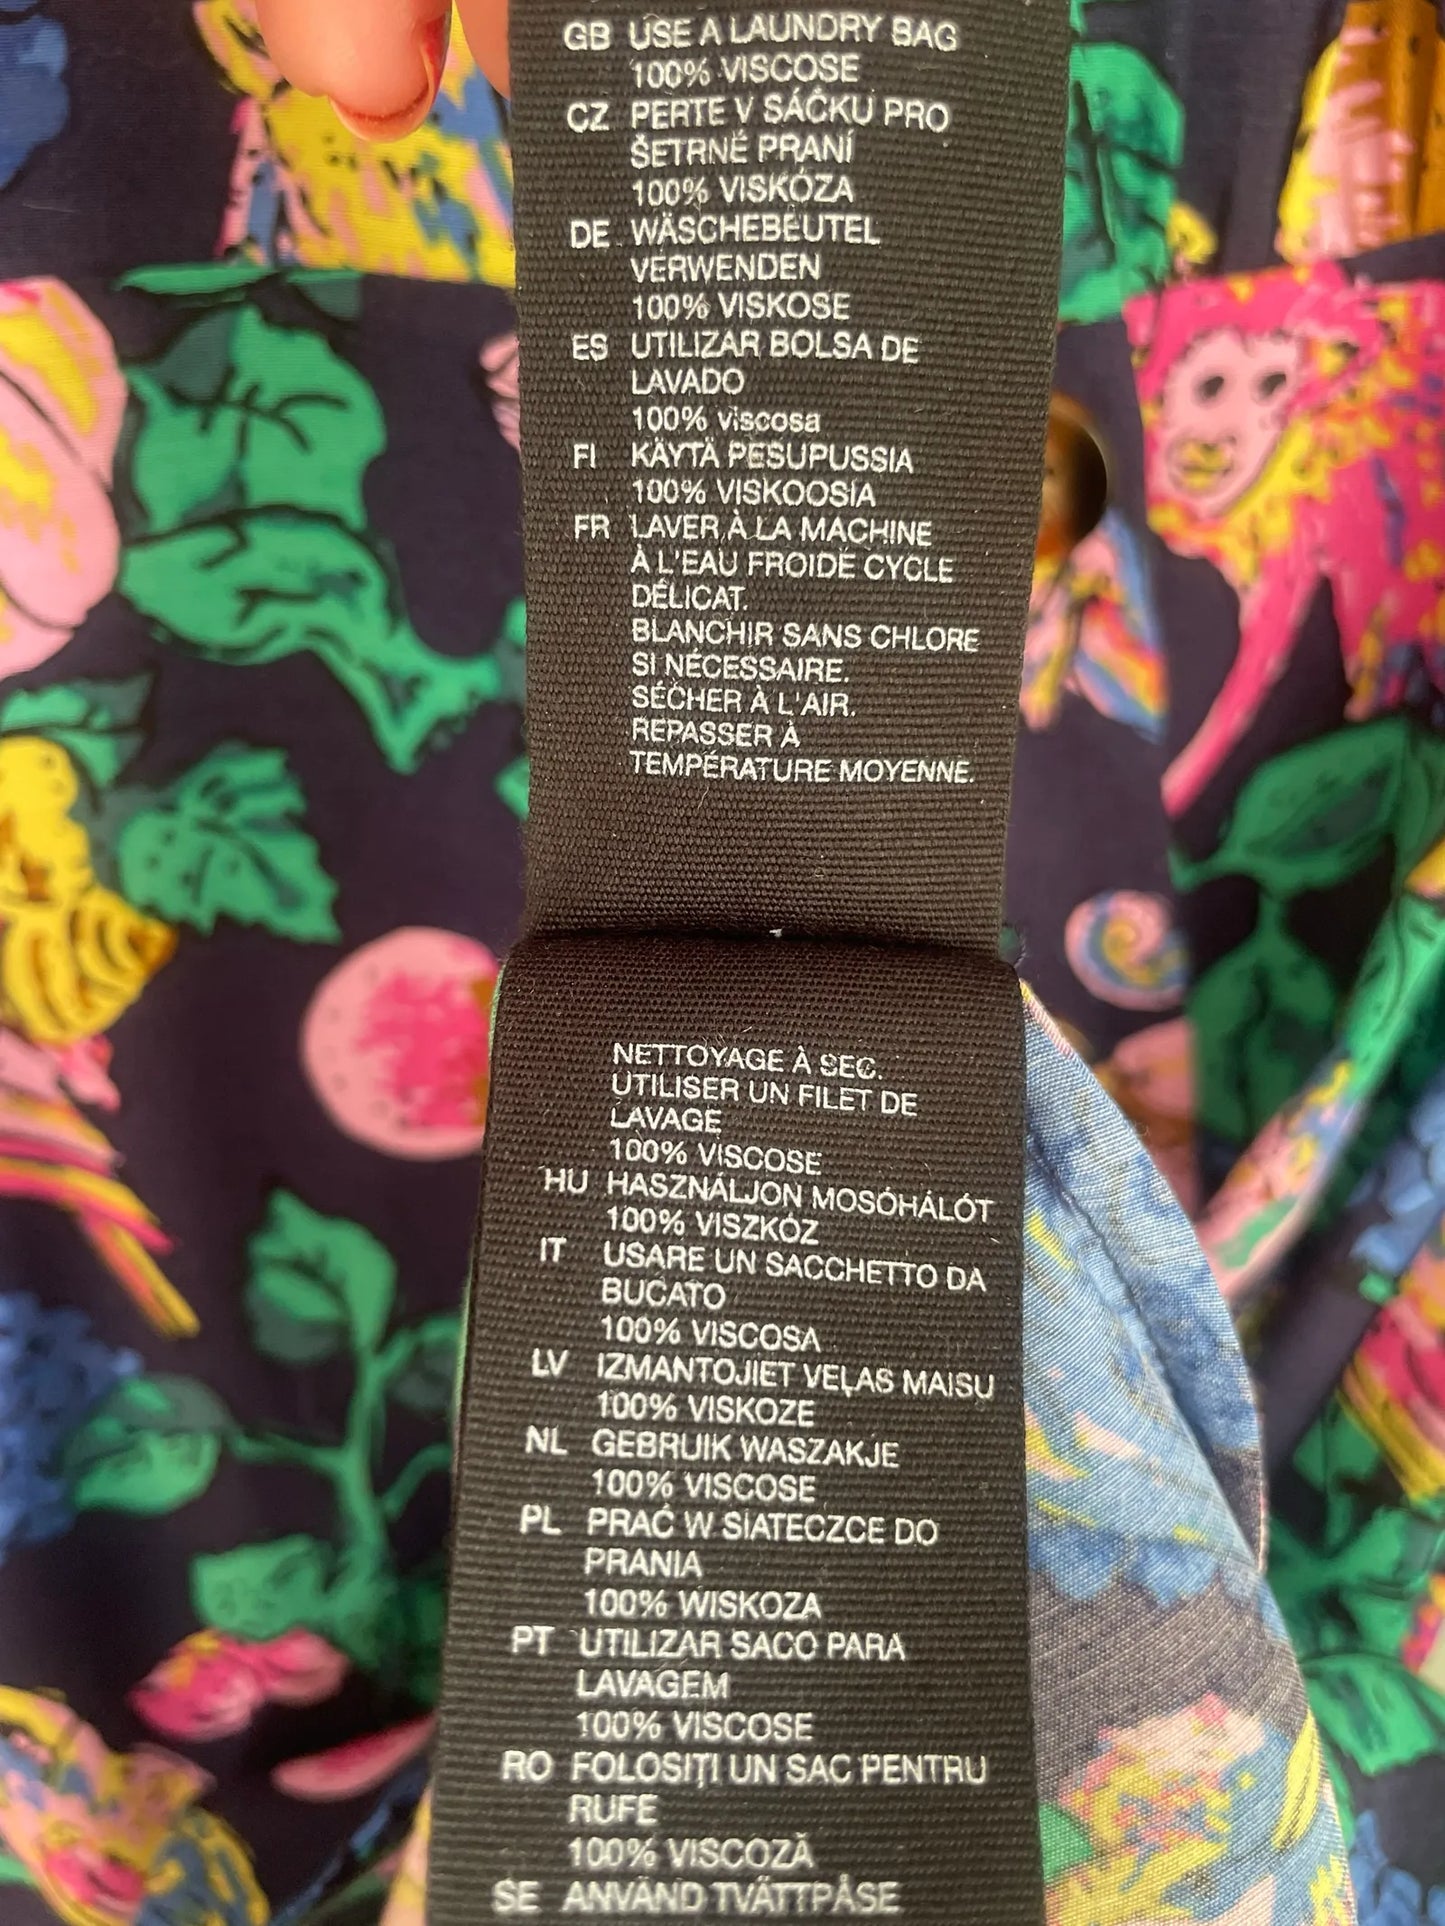 GB USE A LAUNDRY BAG
100% VISCOSE
CZ PERTE V SÁČKU PRO
ŠETRNÉ PRANÍ
100% VISKÓZA
DE WÄSCHEBEUTEL
VERWENDEN
100% VISKOSE
ES UTILIZAR BOLSA DE
LAVADO
100% viscosa
FI KÄYTÄ PESUPUSSIA
100% VISKOOSIA
FR LAVER À LA MACHINE
À L'EAU FROIDE CYCLE
DÉLICAT.
BLANCHIR SANS CHLORE
SI NÉCESSAIRE.
SÉCHER À L'AIR.
REPASSER À
TEMPÉRATURE MOYENNE.
NETTOYAGE À SEC.
UTILISER UN FILET DE
LAVAGE
100% VISCOSE
HU HASZNÁLJON MOSÓHÁLÓT
100% VISZKÓZ
IT USARE UN SACCHETTO DA
BUCATO
100% VISCOSA
LV IZMANTOJIET VEĻAS MAISU
100% VISKOZE
NL GEBRUIK WASZAKJE
100% VISCOSE
PL PRAĆ W SIATECZCE DO
PRANIA
100% WISKOZA
PT UTILIZAR SACO PARA
LAVAGEM
100% VISCOSE
RO FOLOSIȚI UN SAC PENTRU
RUFE
100% VISCOZĂ
SE ANVÄND TVÄTTPÅSE